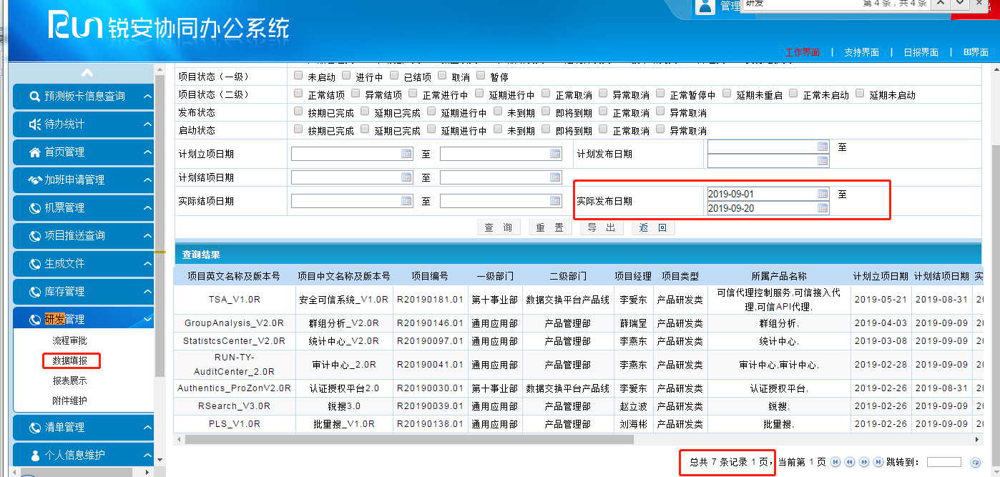 研发
第 4 条，共 4 条
管理
RUN 锐安协同办公系统
工作界面 | 支持界面 | 日报界面 | BI界面
预测板卡信息查询
待办统计
首页管理
加班申请管理
机票管理
项目推送查询
生成文件
库存管理
研发管理
流程审批
数据填报
报表展示
附件维护
清单管理
个人信息维护
项目状态（一级） 未启动 进行中 已结项 取消 暂停
项目状态（二级） 正常结项 异常结项 正常进行中 延期进行中 正常取消 异常取消 正常暂停中 延期未重启 正常未启动 延期未启动
发布状态 按期已完成 延期已完成 延期进行中 未到期 即将到期 正常取消 异常取消
启动状态 按期已完成 延期已完成 延期进行中 未到期 即将到期 正常取消 异常取消
计划立项日期 至 计划发布日期 至
计划结项日期 至
实际结项日期 至 实际发布日期 2019-09-01 至
2019-09-20
查 询 重 置 导 出 返 回
查询结果
项目英文名称及版本号 项目中文名称及版本号 项目编号 一级部门 二级部门 项目经理 项目类型 所属产品名称 计划立项日期 计划结项日期 实
TSA_V1.0R 安全可信系统_V1.0R R20190181.01 第十事业部 数据交换平台产品线 李爱东 产品研发类 可信代理控制服务,可信接入代理,可信API代理, 2019-05-21 2019-08-31 20
GroupAnalysis_V2.0R 群组分析_V2.0R R20190146.01 通用应用部 产品管理部 薛瑞呈 产品研发类 群组分析, 2019-04-03 2019-09-09 20
StatistcsCenter_V2.0R 统计中心_V2.0R R20190097.01 通用应用部 产品管理部 李燕东 产品研发类 统计中心, 2019-03-08 2019-09-09 20
RUN-TY-AuditCenter_2.0R 审计中心_2.0R R20190041.01 通用应用部 产品管理部 李燕东 产品研发类 审计中心,审计中心, 2019-02-28 2019-09-09 20
Authentics_ProZonV2.0R 认证授权平台2.0 R20190030.01 第十事业部 数据交换平台产品线 李爱东 产品研发类 认证授权平台, 2019-02-26 2019-08-31 20
RSearch_V3.0R 锐搜3.0 R20190039.01 通用应用部 产品管理部 赵立波 产品研发类 锐搜, 2019-02-26 2019-09-09 20
PLS_V1.0R 批量搜_V1.0R R20190138.01 通用应用部 产品管理部 刘海彬 产品研发类 批量搜, 2019-02-26 2019-09-09 20
总共 7 条记录 1 页，当前第 1 页 跳转到：